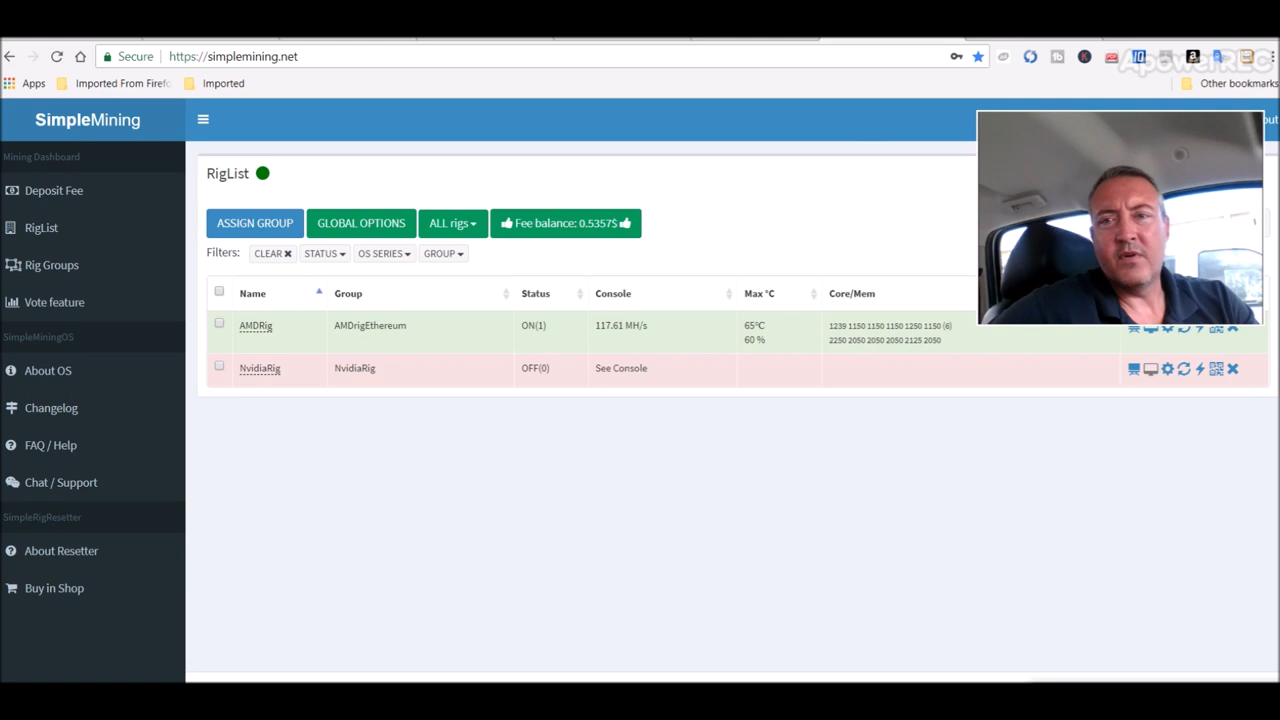 ApowerREC
Secure https://simplemining.net
Apps Imported From Firefo Imported Other bookmarks
SimpleMining
Mining Dashboard
Deposit Fee
RigList
Rig Groups
Vote feature
SimpleMiningOS
About OS
Changelog
FAQ / Help
Chat / Support
SimpleRigResetter
About Resetter
Buy in Shop
RigList
ASSIGN GROUP GLOBAL OPTIONS ALL rigs Fee balance: 0.5357$
Filters: CLEAR STATUS OS SERIES GROUP
Name Group Status Console Max °C Core/Mem
AMDRig AMDrigEthereum ON(1) 117.61 MH/s 65°C 1239 1150 1150 1150 1250 1150 (6)
60 % 2250 2050 2050 2050 2125 2050
NvidiaRig NvidiaRig OFF(0) See Console